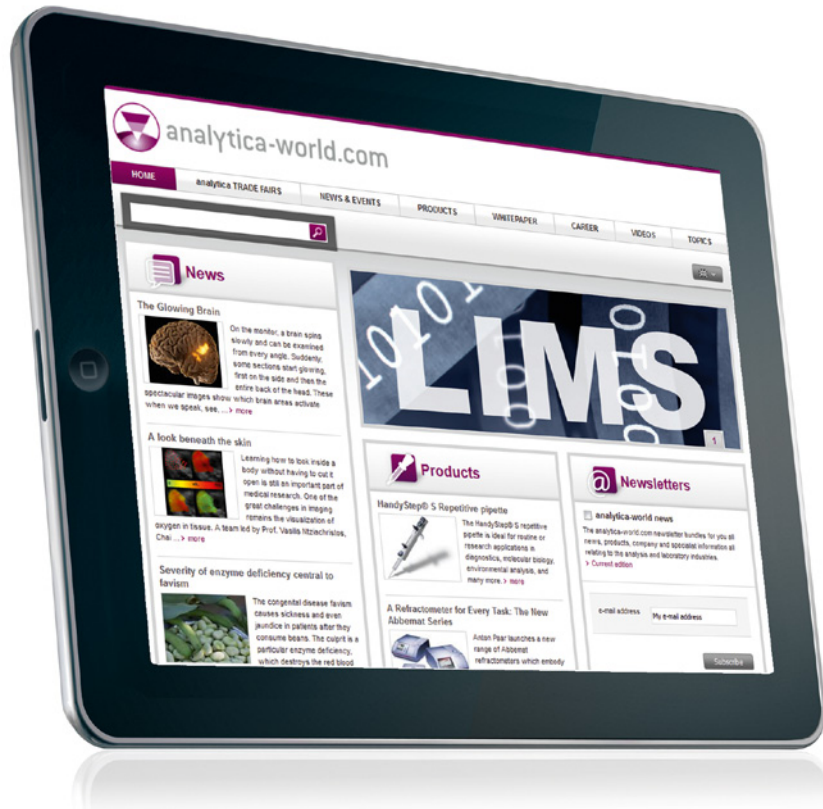 analytica-world.com
HOME
analytica TRADE FAIRS
NEWS & EVENTS
PRODUCTS
WHITEPAPER
CAREER
VIDEOS
TOPICS
News
The Glowing Brain
On the monitor, a brain spins
slowly and can be examined
from every angle. Suddenly,
some sections start glowing,
first on the side and then the
entire back of the head. These
spectacular images show which brain areas activate
when we speak, see, ... > more
A look beneath the skin
Learning how to look inside a
body without having to cut it
open is still an important part of
medical research. One of the
great challenges in imaging
remains the visualization of
oxygen in tissue. A team led by Prof. Vasilis Ntziachristos,
Chai ... > more
Severity of enzyme deficiency central to
favism
The congenital disease favism
causes sickness and even
jaundice in patients after they
consume beans. The culprit is a
particular enzyme deficiency,
which destroys the red blood
LIMS
1
Products
HandyStep® S Repetitive pipette
The HandyStep® S repetitive
pipette is ideal for routine or
research applications in
diagnostics, molecular biology,
environmental analysis, and
many more. > more
A Refractometer for Every Task: The New
Abbemat Series
Anton Paar launches a new
range of Abbemat
refractometers which embody
Newsletters
analytica-world news
The analytica-world.com newsletter bundles for you all
news, products, company and specialist information all
relating to the analysis and laboratory industries.
> Current edition
e-mail address
My e-mail address
Subscribe